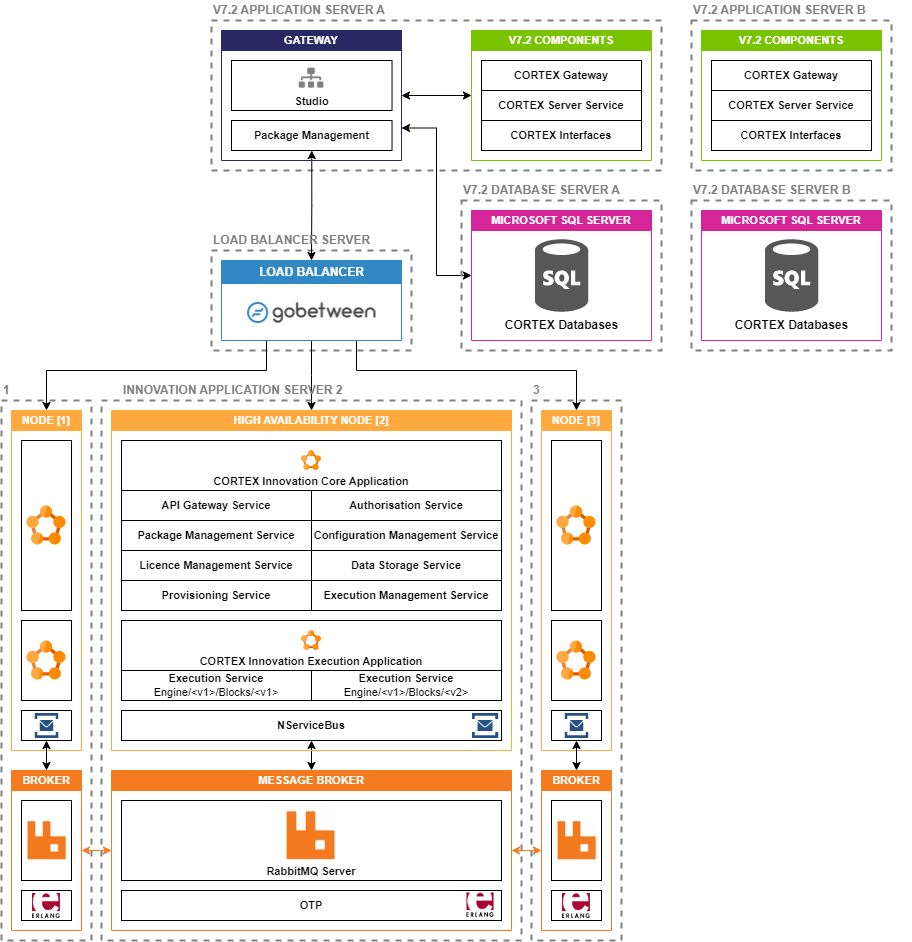 V7.2 APPLICATION SERVER A
GATEWAY
Studio
Package Management
V7.2 COMPONENTS
CORTEX Gateway
CORTEX Server Service
CORTEX Interfaces
V7.2 APPLICATION SERVER B
V7.2 COMPONENTS
CORTEX Gateway
CORTEX Server Service
CORTEX Interfaces
V7.2 DATABASE SERVER A
MICROSOFT SQL SERVER
SQL
CORTEX Databases
V7.2 DATABASE SERVER B
MICROSOFT SQL SERVER
SQL
CORTEX Databases
LOAD BALANCER SERVER
LOAD BALANCER
gobetween
1
NODE [1]
BROKER
ERLANG
INNOVATION APPLICATION SERVER 2
HIGH AVAILABILITY NODE [2]
CORTEX Innovation Core Application
API Gateway Service
Authorisation Service
Package Management Service
Configuration Management Service
Licence Management Service
Data Storage Service
Provisioning Service
Execution Management Service
CORTEX Innovation Execution Application
Execution Service
Engine/<v1>/Blocks/<v1>
Execution Service
Engine/<v1>/Blocks/<v2>
NServiceBus
MESSAGE BROKER
RabbitMQ Server
OTP
ERLANG
3
NODE [3]
BROKER
ERLANG